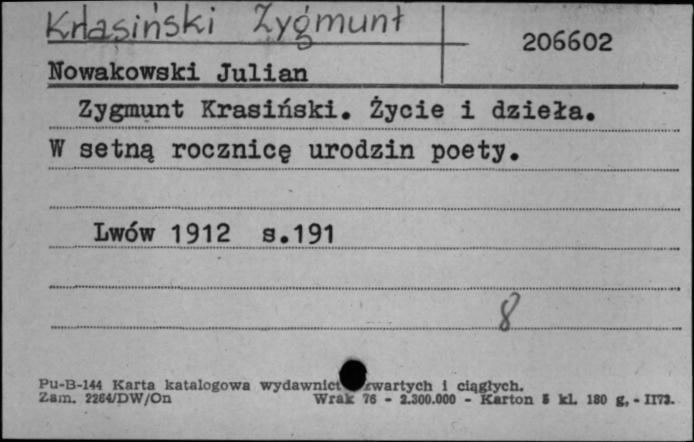 Krasiński Zygmunt
206602
Nowakowski Julian
Zygmunt Krasiński. Życie i dzieła.
W setną rocznicę urodzin poety.
Lwów 1912 s.191
8
Pu-B-144 Karta katalogowa wydawnict zwartych i ciągłych.
Zam. 2264/DW/On Wrak 76 - 2.300.000 - Karton 5 kl. 180 g, - II73.